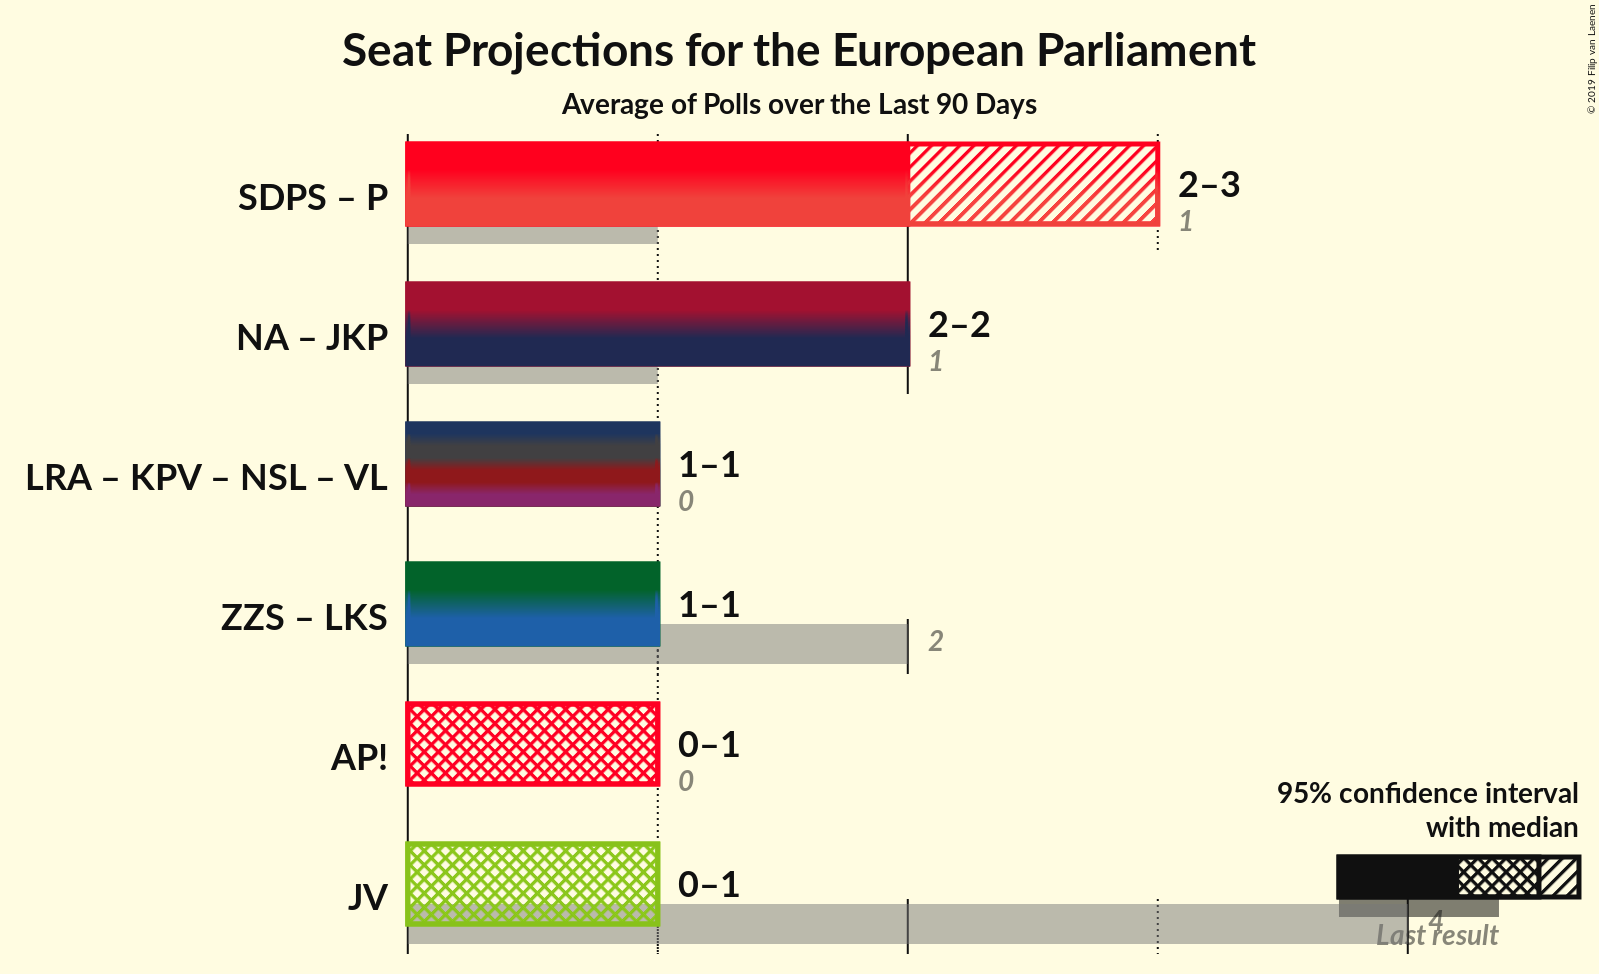 Seat Projections for the European Parliament
Average of Polls over the Last 90 Days
© 2019 Filip van Laenen
SDPS – P
2–3
1
NA – JKP
2–2
1
LRA – KPV – NSL – VL
1–1
0
ZZS – LKS
1–1
2
AP!
0–1
0
JV
0–1
4
95% confidence interval
with median
Last result